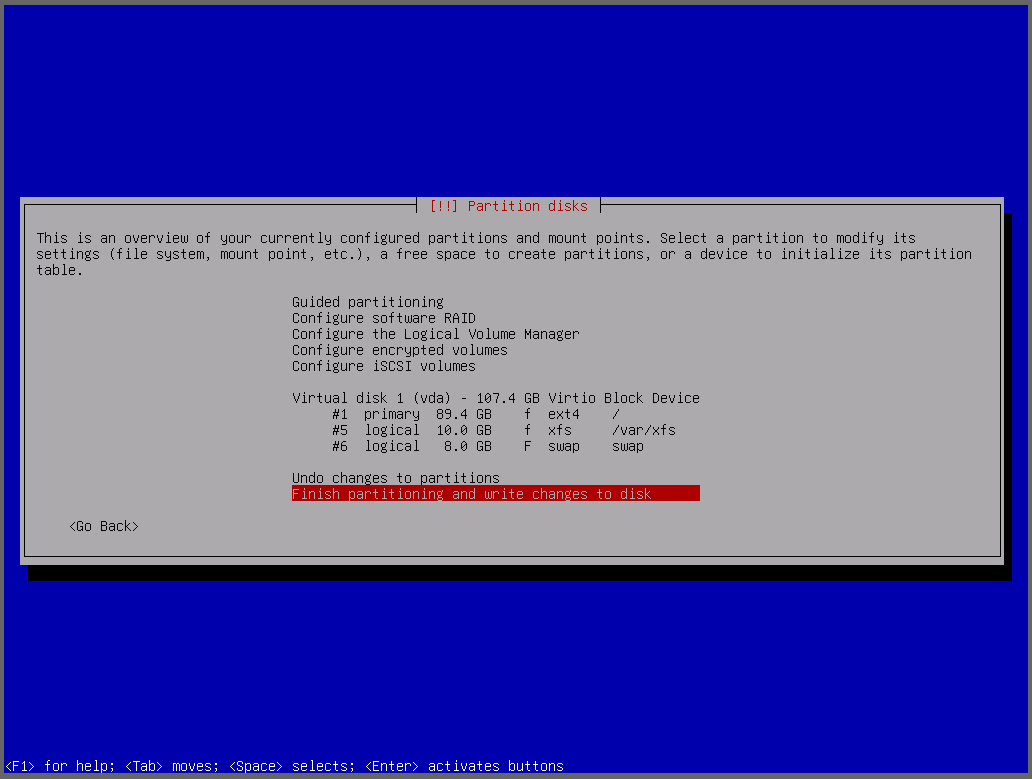 [!!] Partition disks
This is an overview of your currently configured partitions and mount points. Select a partition to modify its
settings (file system, mount point, etc.), a free space to create partitions, or a device to initialize its partition
table.
Guided partitioning
Configure software RAID
Configure the Logical Volume Manager
Configure encrypted volumes
Configure iSCSI volumes
Virtual disk 1 (vda) - 107.4 GB Virtio Block Device
#1 primary 89.4 GB f ext4 /
#5 logical 10.0 GB f xfs /var/xfs
#6 logical 8.0 GB F swap swap
Undo changes to partitions
Finish partitioning and write changes to disk
<Go Back>
<F1> for help; <Tab> moves; <Space> selects; <Enter> activates buttons